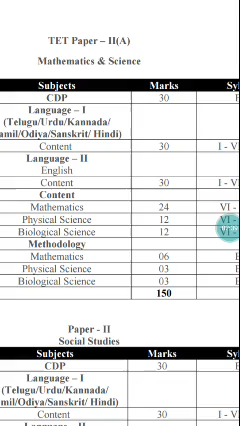 TET Paper – II(A)
Mathematics & Science
Subjects Marks
CDP 30
Language – I
(Telugu/Urdu/Kannada/
amil/Odiya/Sanskrit/ Hindi)
Content 30 I - V
Language – II
English
Content 30 I - V
Content
Mathematics 24 VI -
Physical Science 12 VI -
Biological Science 12 VI -
Methodology
Mathematics 06
Physical Science 03
Biological Science 03
150
Paper - II
Social Studies
Subjects Marks
CDP 30
Language – I
(Telugu/Urdu/Kannada/
mil/Odiya/Sanskrit/ Hindi)
Content 30 I - V